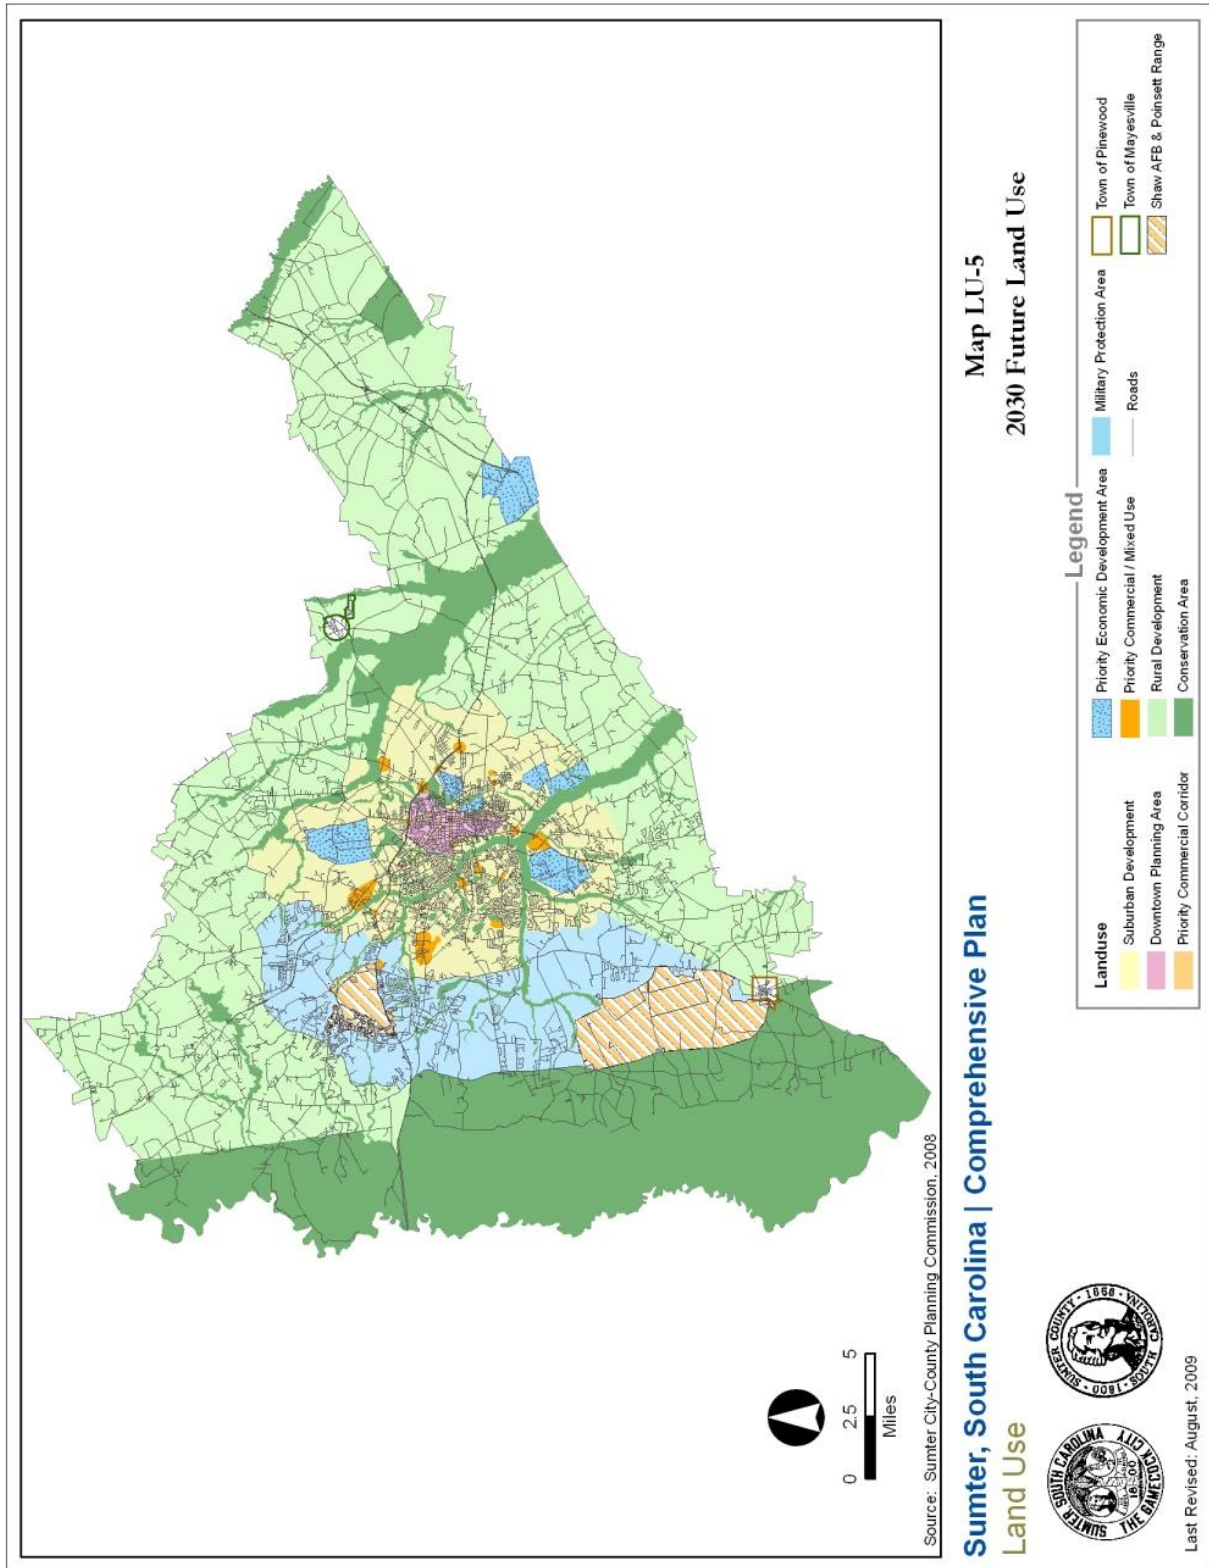 0 2.5 5
Miles
Source: Sumter City-County Planning Commission, 2008
Map LU-5
2030 Future Land Use
Sumter, South Carolina | Comprehensive Plan
Land Use
SUMTER SOUTH CAROLINA
THE GAMECOCK CITY
1800
SUMTER COUNTY · 1868 ·
· 1800 · SOUTH CAROLINA
Last Revised: August, 2009
Legend
Landuse
Suburban Development
Downtown Planning Area
Priority Commercial Corridor
Priority Economic Development Area
Priority Commercial / Mixed Use
Rural Development
Conservation Area
Military Protection Area
Roads
Town of Pinewood
Town of Mayesville
Shaw AFB & Poinsett Range